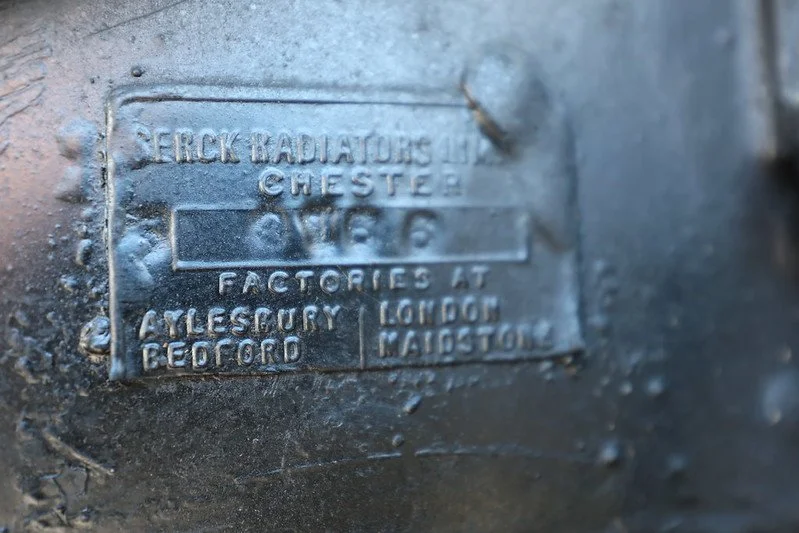 SERCK RADIATORS
CHESTER
FACTORIES AT
AYLESBURY
BEDFORD
LONDON
MAIDSTONE